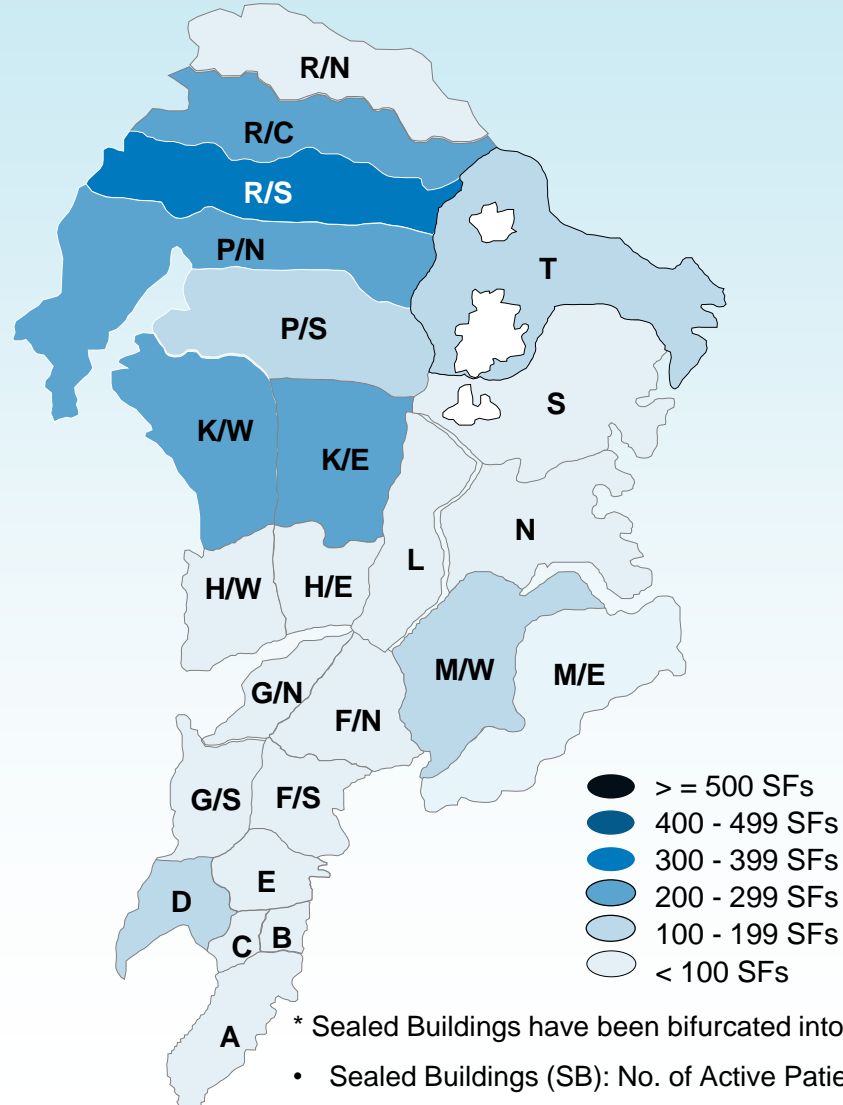 R/N
R/C
R/S
P/N
T
P/S
S
K/W
K/E
N
L
H/W
H/E
M/W
M/E
G/N
F/N
G/S
F/S
E
D
B
C
A
> = 500 SFs
400 - 499 SFs
300 - 399 SFs
200 - 299 SFs
100 - 199 SFs
< 100 SFs
* Sealed Buildings have been bifurcated into
• Sealed Buildings (SB): No. of Active Patie